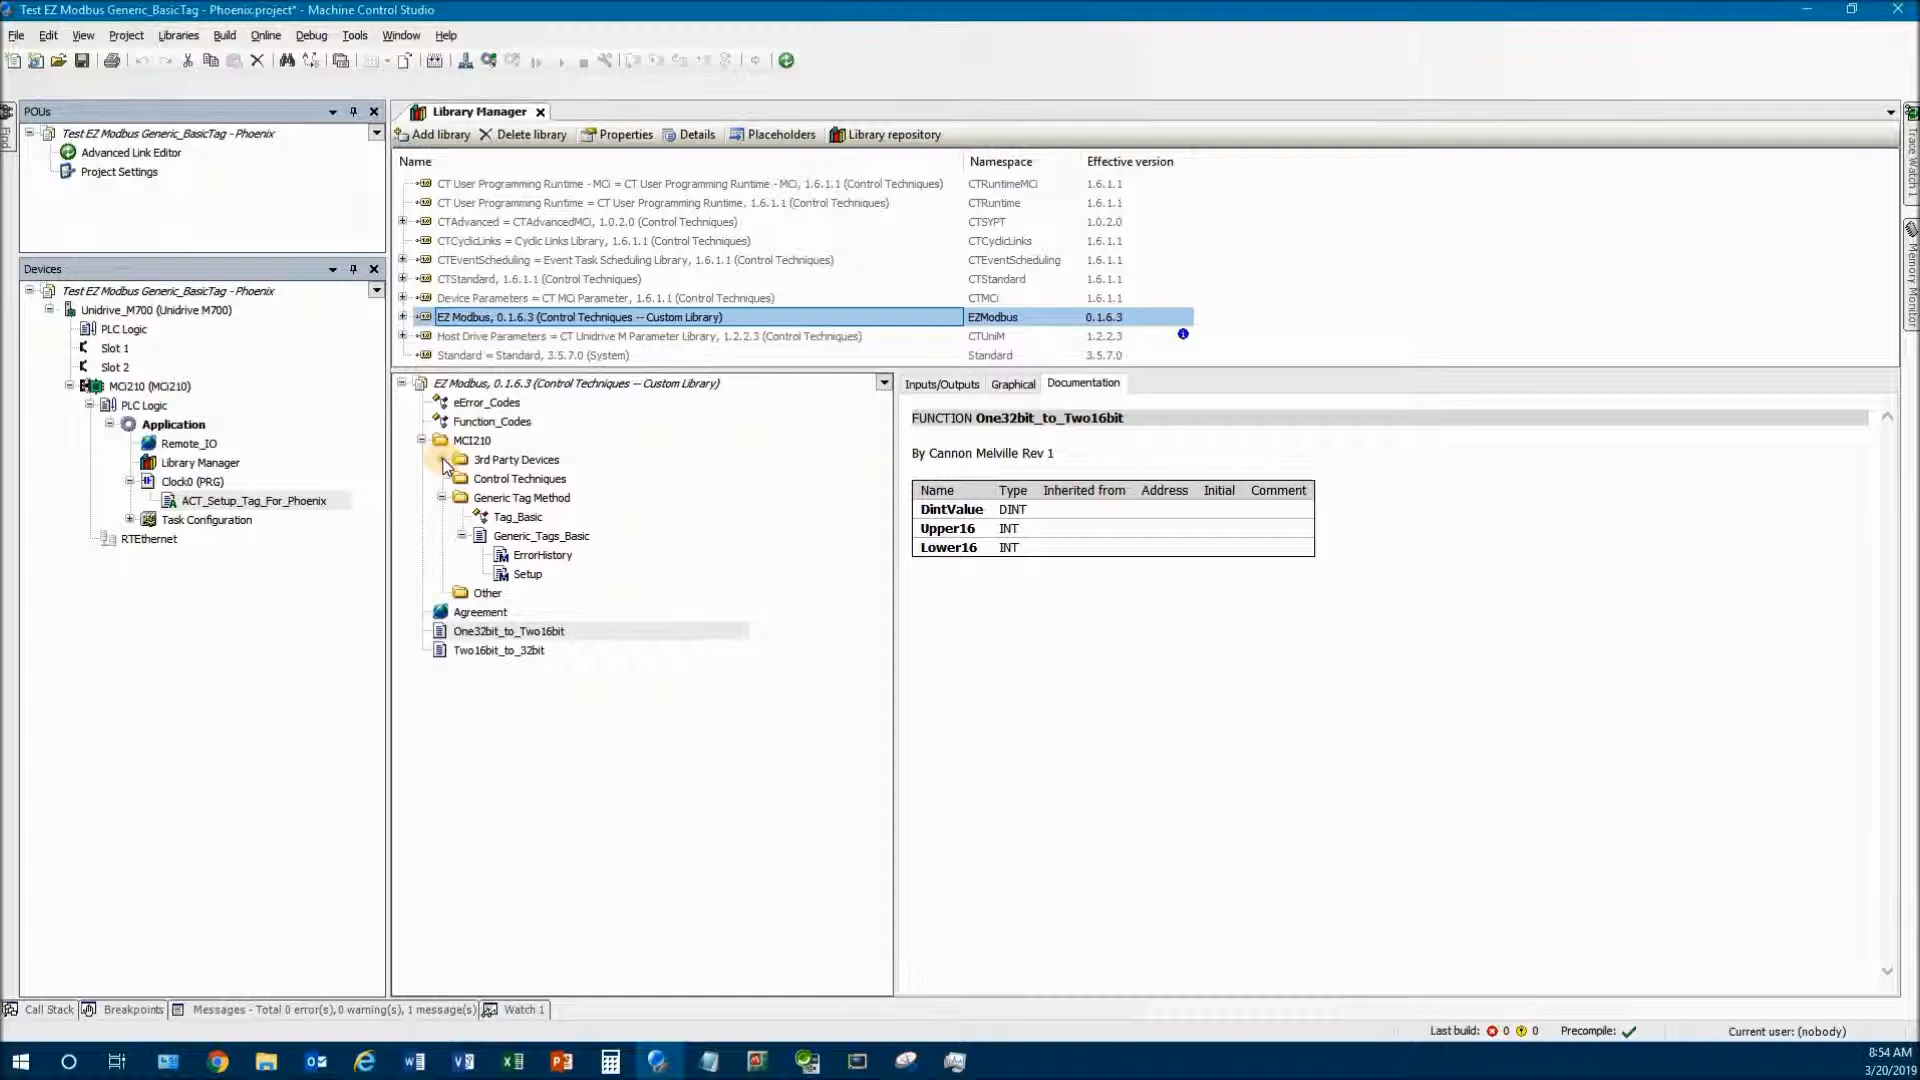 Test EZ Modbus Generic_BasicTag - Phoenix.project* - Machine Control Studio
File Edit View Project Libraries Build Online Debug Tools Window Help
POUs
Test EZ Modbus Generic_BasicTag - Phoenix
Advanced Link Editor
Project Settings
Devices
Test EZ Modbus Generic_BasicTag - Phoenix
Unidrive_M700 (Unidrive M700)
PLC Logic
Slot 1
Slot 2
MCi210 (MCi210)
PLC Logic
Application
Remote_IO
Library Manager
Clock0 (PRG)
ACT_Setup_Tag_For_Phoenix
Task Configuration
RTEthernet
Library Manager
Add library Delete library Properties Details Placeholders Library repository
Name Namespace Effective version
CT User Programming Runtime - MCi = CT User Programming Runtime - MCi, 1.6.1.1 (Control Techniques) CTRuntimeMCi 1.6.1.1
CT User Programming Runtime = CT User Programming Runtime, 1.6.1.1 (Control Techniques) CTRuntime 1.6.1.1
CTAdvanced = CTAdvancedMCi, 1.0.2.0 (Control Techniques) CTSYPT 1.0.2.0
CTCyclicLinks = Cyclic Links Library, 1.6.1.1 (Control Techniques) CTCyclicLinks 1.6.1.1
CTEventScheduling = Event Task Scheduling Library, 1.6.1.1 (Control Techniques) CTEventScheduling 1.6.1.1
CTStandard, 1.6.1.1 (Control Techniques) CTStandard 1.6.1.1
Device Parameters = CT MCi Parameter, 1.6.1.1 (Control Techniques) CTMCi 1.6.1.1
EZ Modbus, 0.1.6.3 (Control Techniques -- Custom Library) EZModbus 0.1.6.3
Host Drive Parameters = CT Unidrive M Parameter Library, 1.2.2.3 (Control Techniques) CTUniM 1.2.2.3
Standard = Standard, 3.5.7.0 (System) Standard 3.5.7.0
EZ Modbus, 0.1.6.3 (Control Techniques -- Custom Library)
eError_Codes
Function_Codes
MCI210
3rd Party Devices
Control Techniques
Generic Tag Method
Tag_Basic
Generic_Tags_Basic
ErrorHistory
Setup
Other
Agreement
One32bit_to_Two16bit
Two16bit_to_32bit
Inputs/Outputs Graphical Documentation
FUNCTION One32bit_to_Two16bit
By Cannon Melville Rev 1
Name Type Inherited from Address Initial Comment
DintValue DINT
Upper16 INT
Lower16 INT
Find
Trace Watch 1
Memory Monitor
Call Stack Breakpoints Messages - Total 0 error(s), 0 warning(s), 1 message(s) Watch 1
Last build: 0 0 Precompile: Current user: (nobody)
8:54 AM
3/20/2019